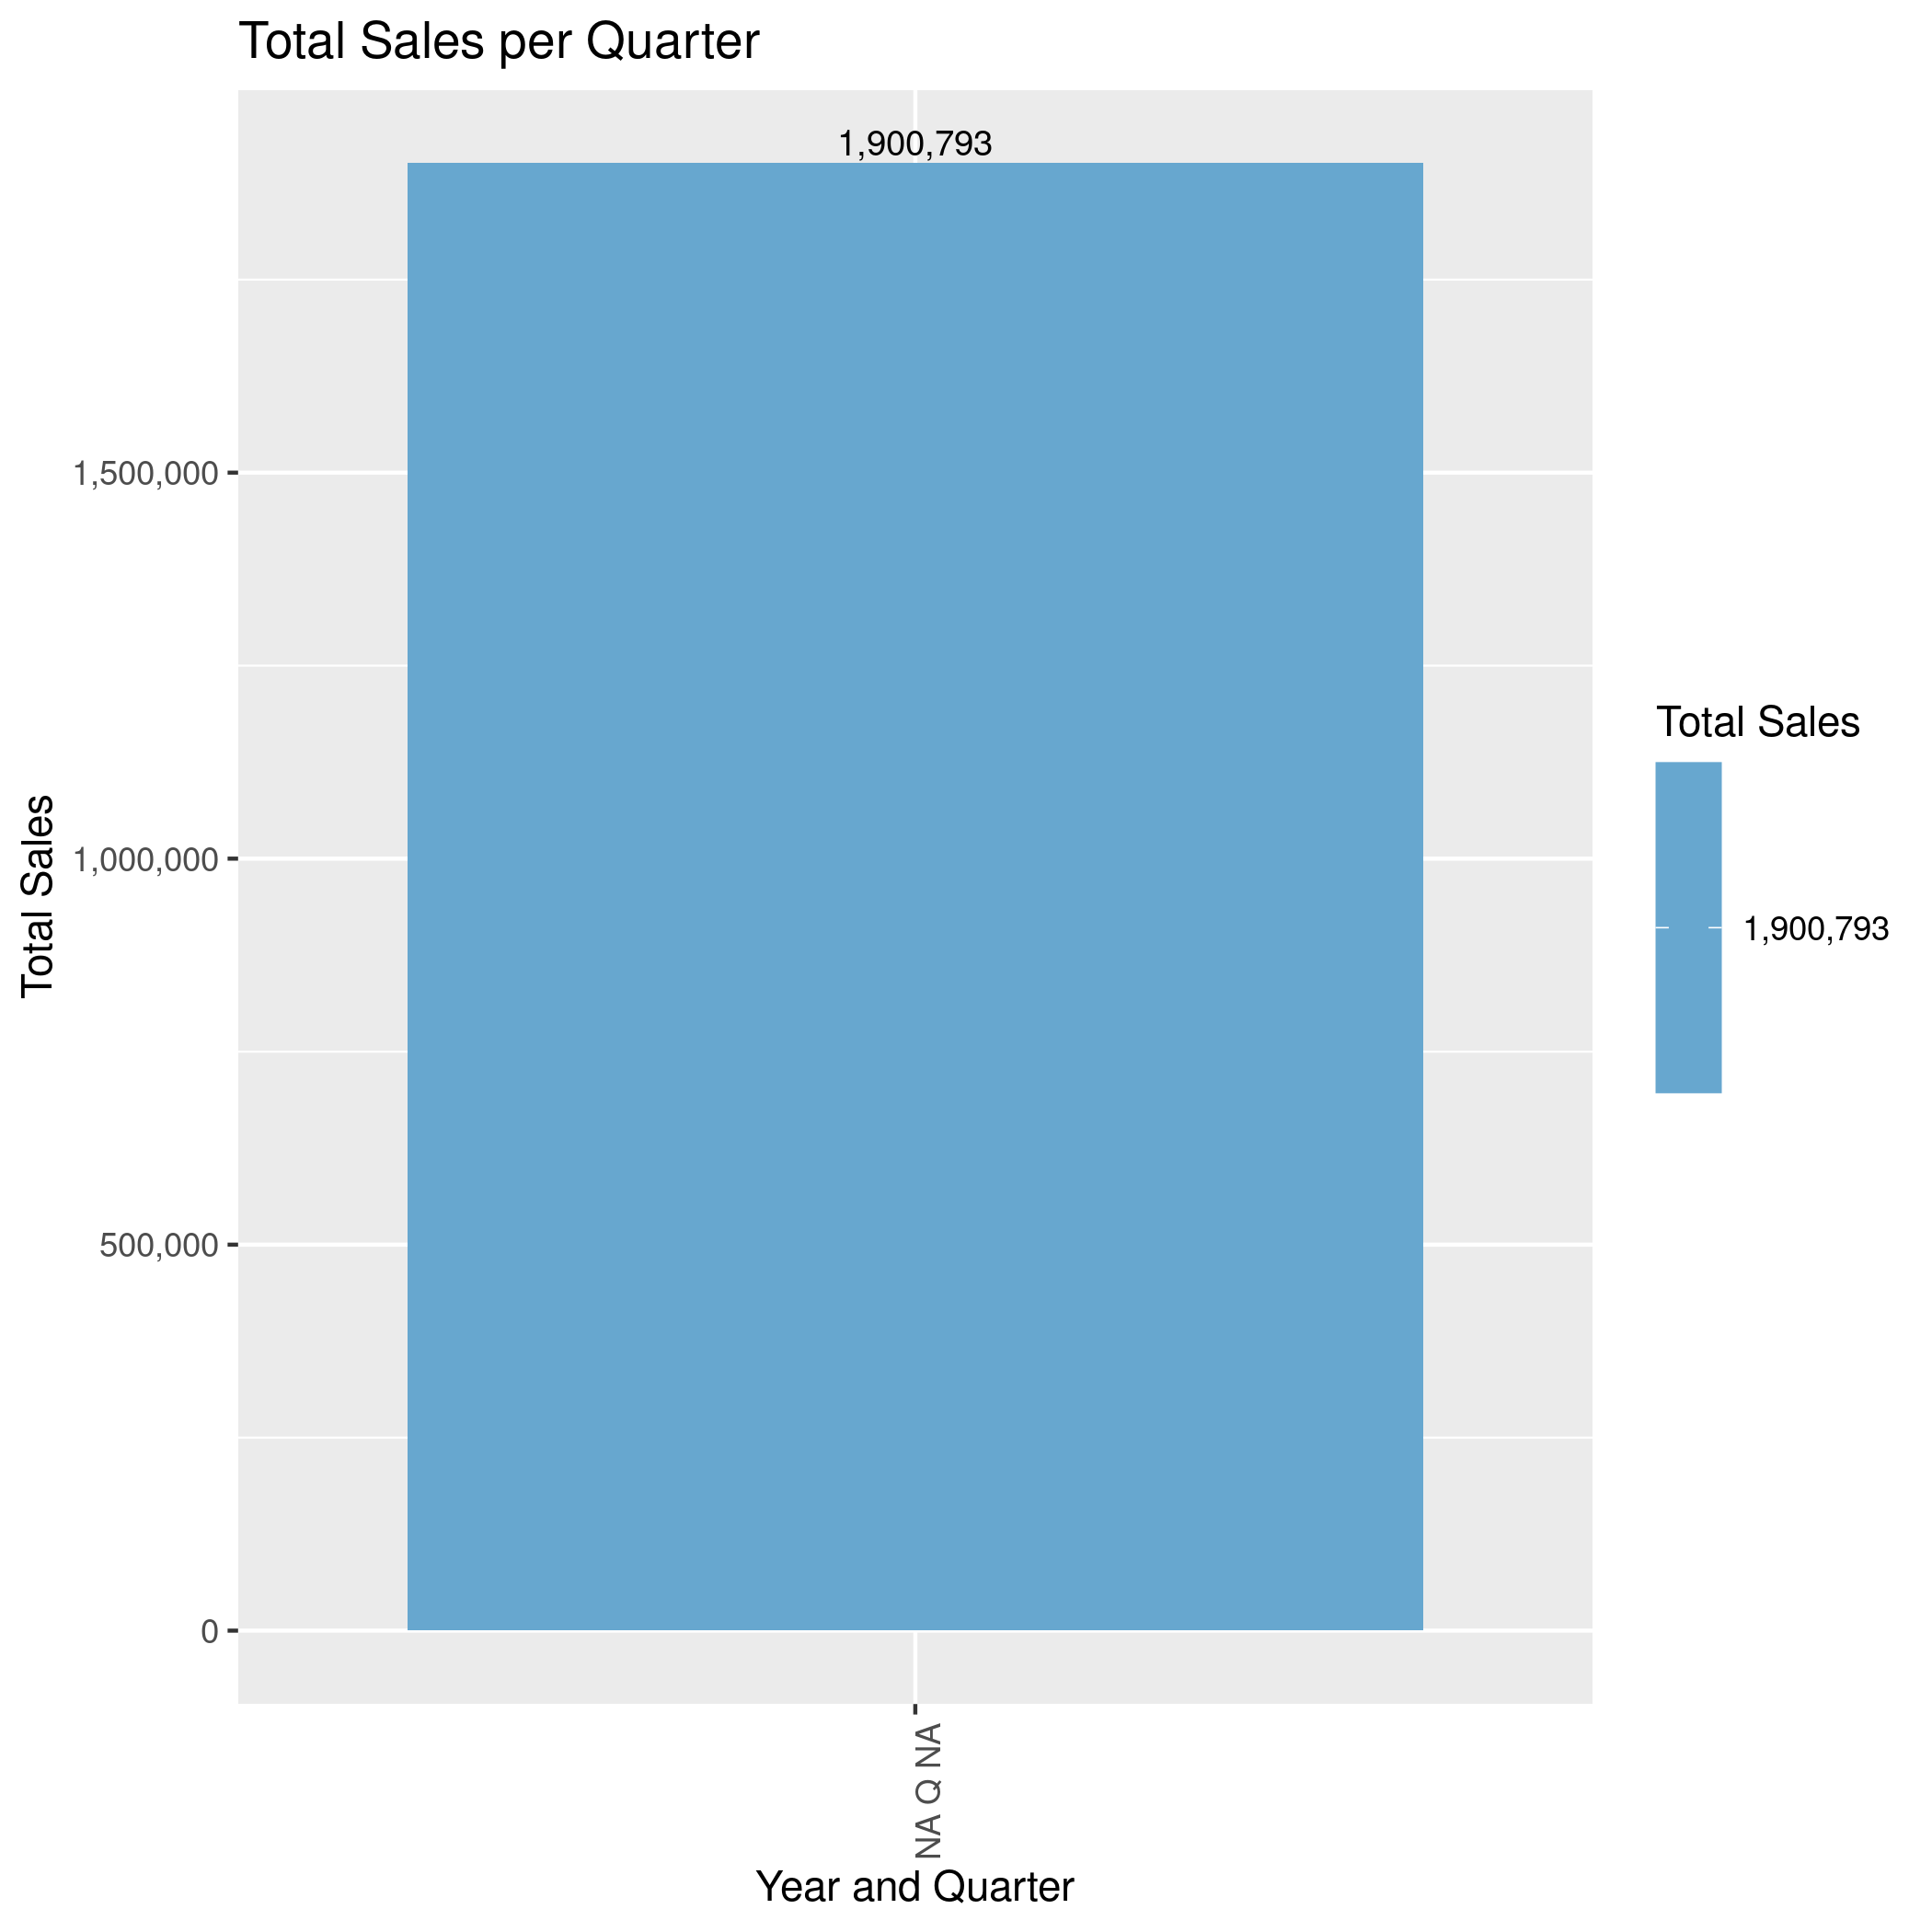 Total Sales per Quarter
1,900,793
1,500,000
1,000,000
500,000
0
Total Sales
NA Q NA
Year and Quarter
Total Sales
1,900,793